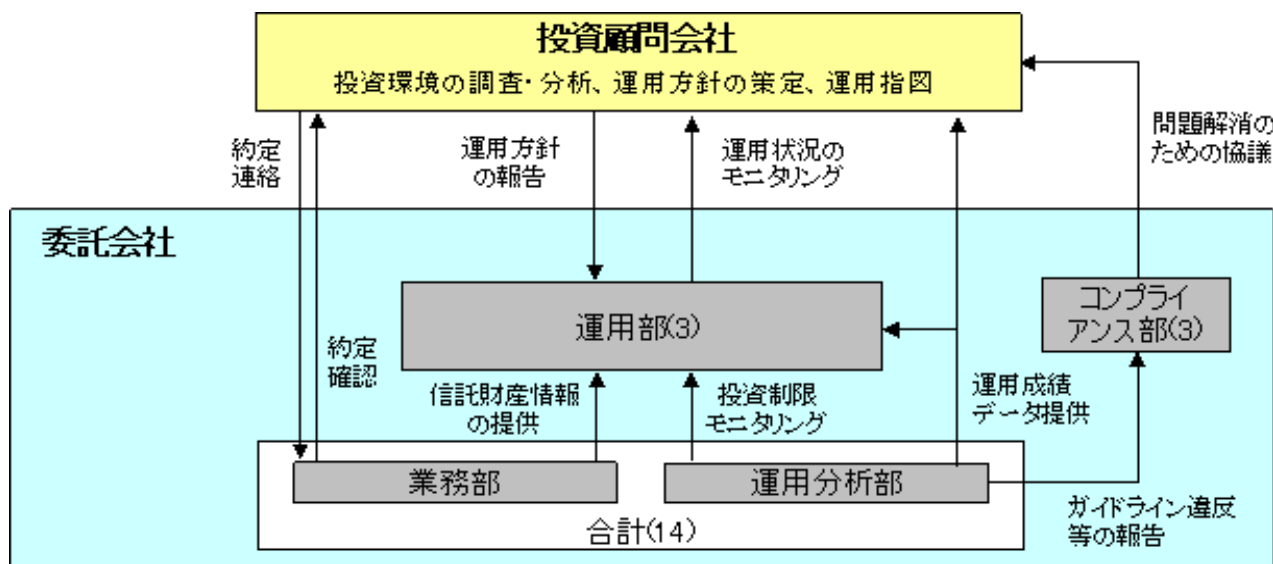 投資顧問会社
投資環境の調査・分析、運用方針の策定、運用指図
約定
連絡
運用方針
の報告
運用状況の
モニタリング
問題解消の
ための協議
委託会社
運用部(3)
コンプライ
アンス部(3)
約定
確認
信託財産情報
の提供
投資制限
モニタリング
運用成績
データ提供
業務部
運用分析部
合計(14)
ガイドライン違反
等の報告